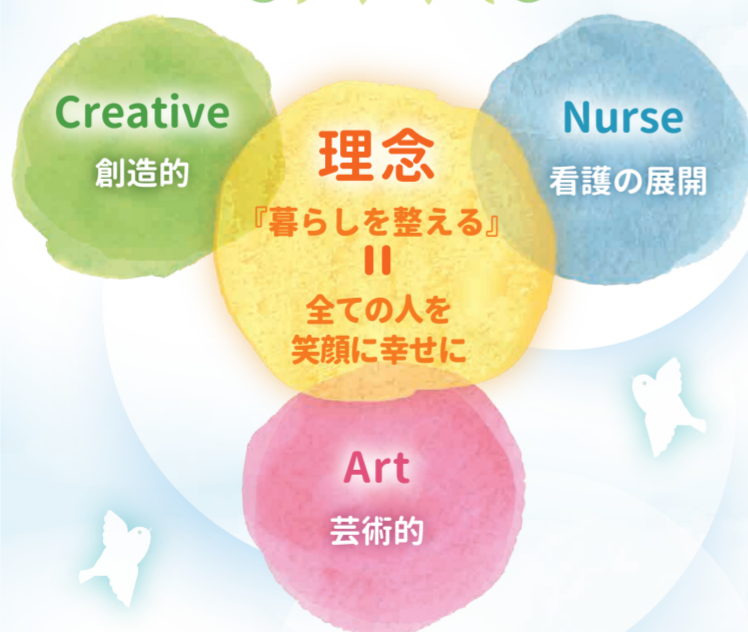 Creative
創造的
理念
『暮らしを整える』
=
全ての人を
笑顔に幸せに
Nurse
看護の展開
Art
芸術的